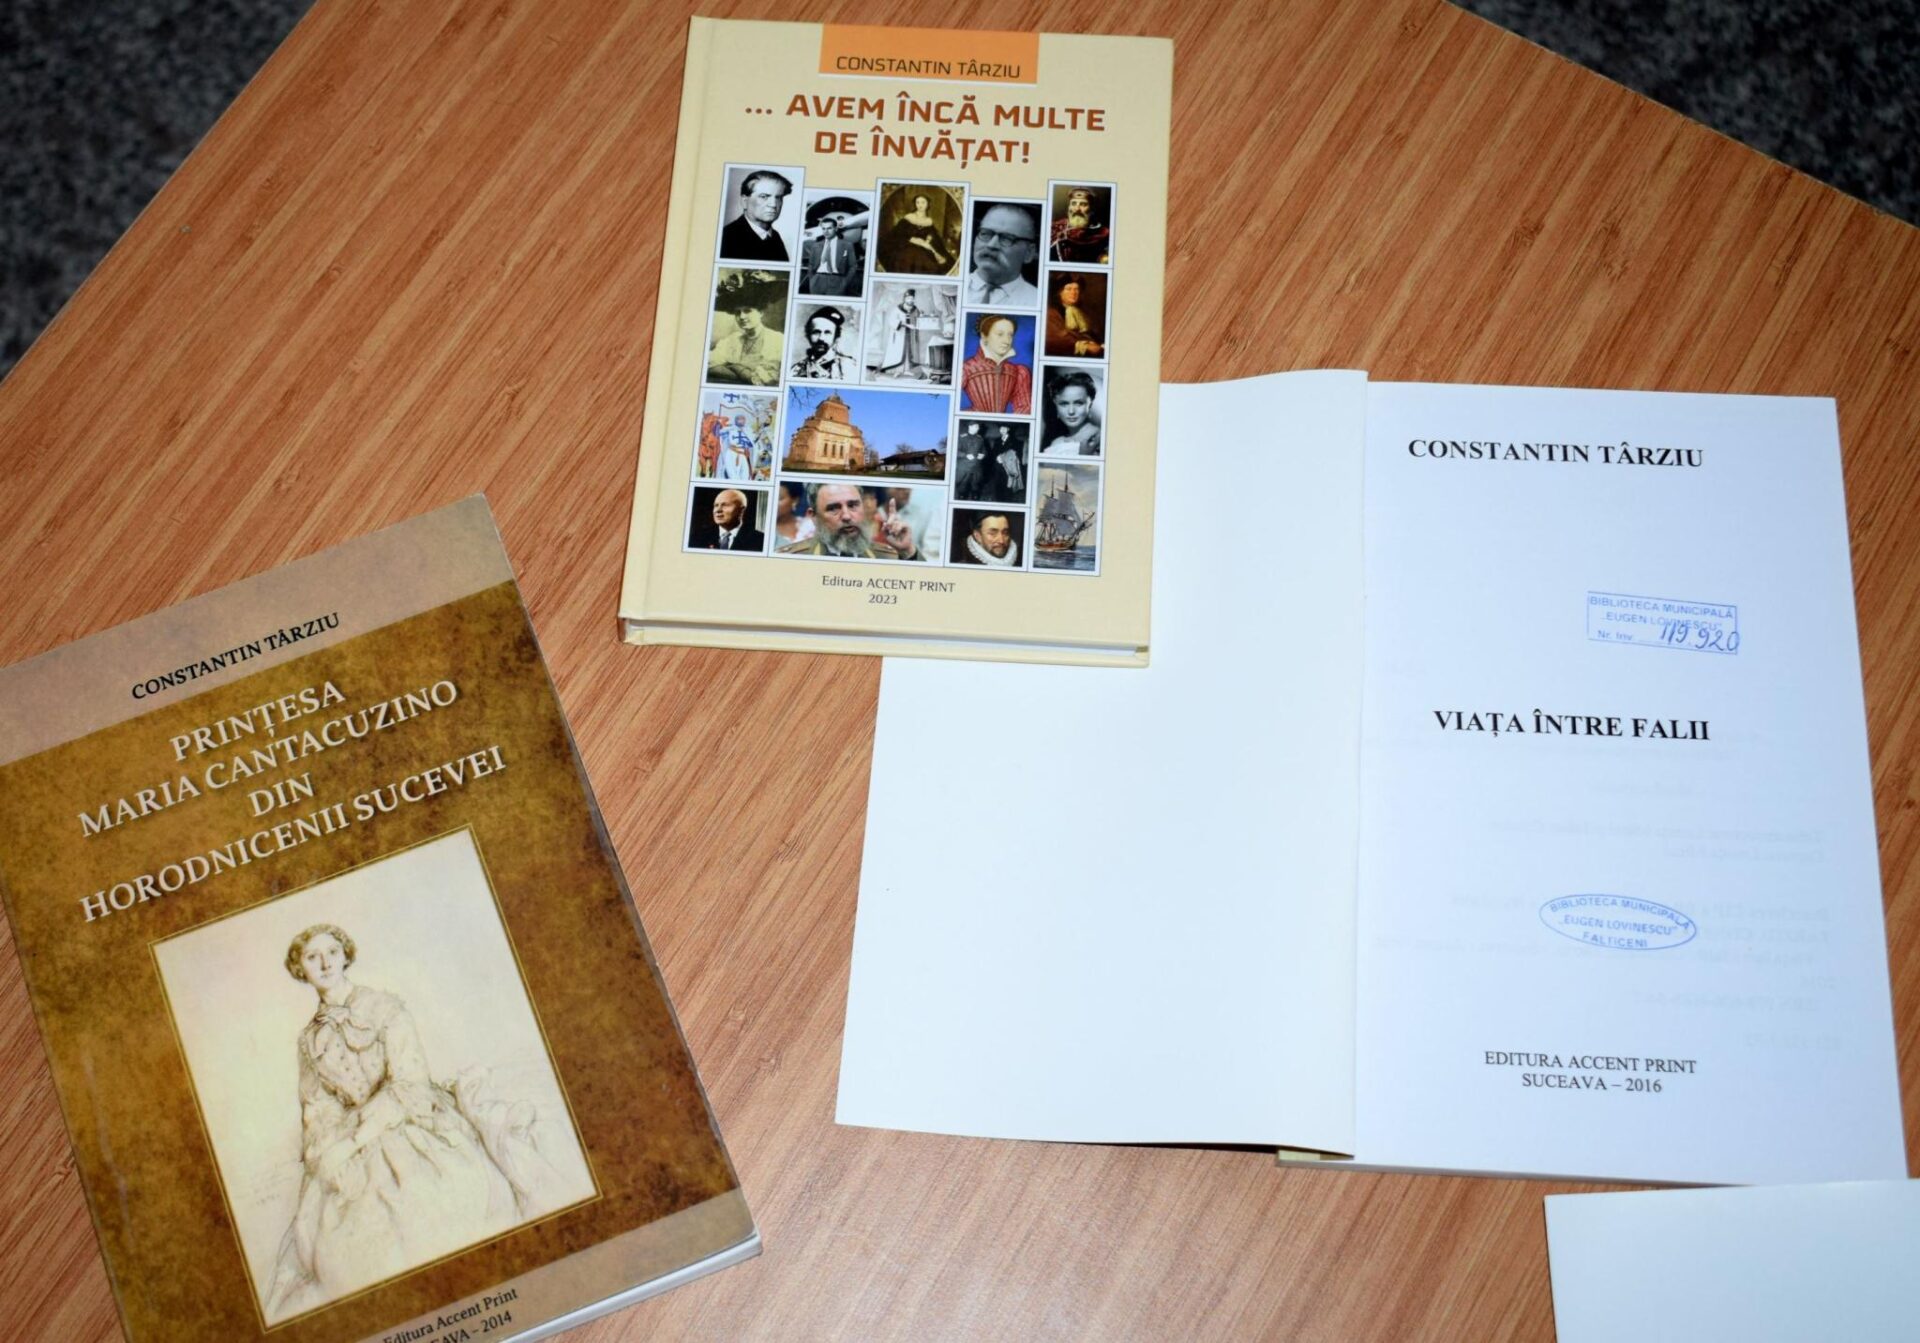 CONSTANTIN TÂRZIU
... AVEM ÎNCĂ MULTE
DE ÎNVĂȚAT!
Editura ACCENT PRINT
2023
CONSTANTIN TÂRZIU
PRINȚESA
MARIA CANTACUZINO
DIN
HORODNICENII SUCEVEI
Editura Accent Print
AVA – 2014
CONSTANTIN TÂRZIU
BIBLIOTECA MUNICIPALĂ
„EUGEN LOVINESCU”
Nr. Inv. 119.920
VIAȚA ÎNTRE FALII
BIBLIOTECA MUNICIPALĂ
„EUGEN LOVINESCU”
FALTICENI
EDITURA ACCENT PRINT
SUCEAVA – 2016